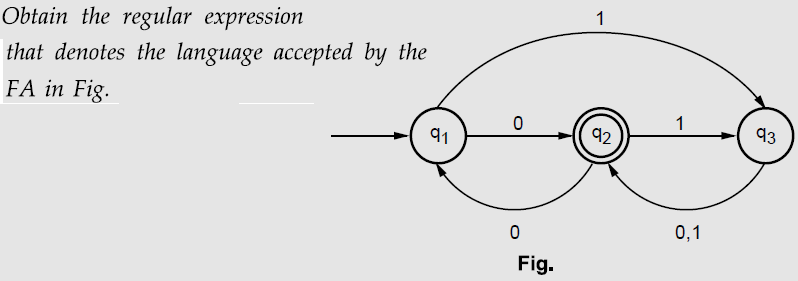 Obtain the regular expression
that denotes the language accepted by the
FA in Fig.
1
q1
0
q2
1
q3
0
0,1
Fig.